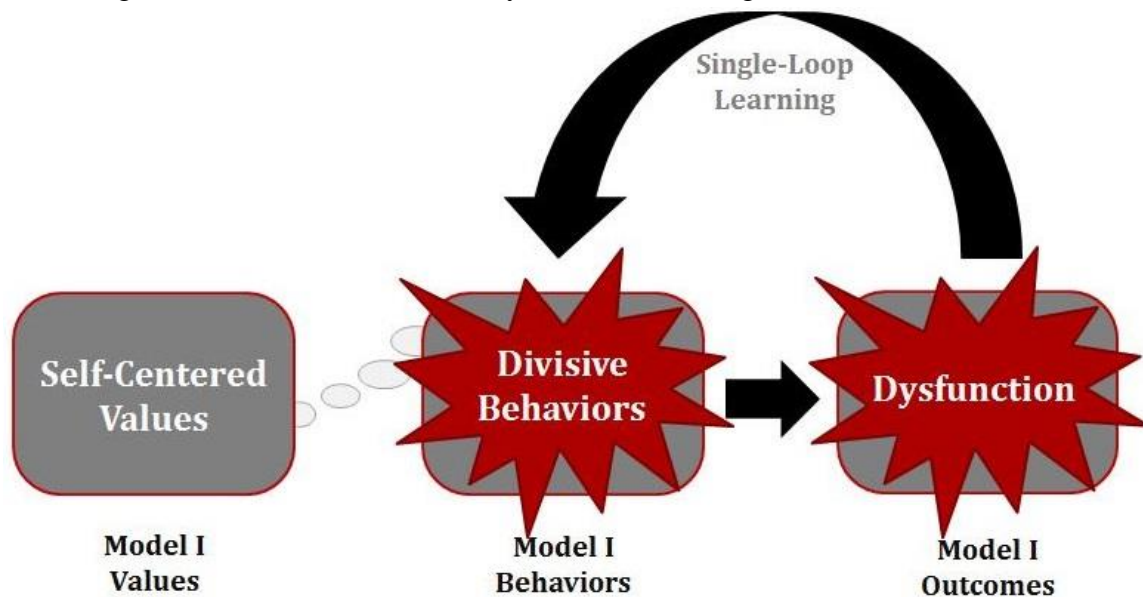 Single-Loop
Learning
Self-Centered
Values
Divisive
Behaviors
Dysfunction
Model I
Values
Model I
Behaviors
Model I
Outcomes